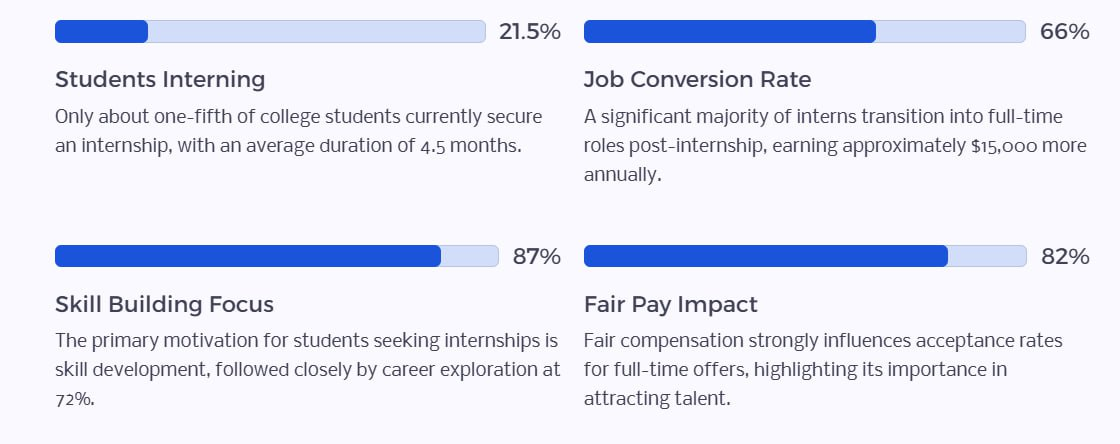 21.5%
Students Interning
Only about one-fifth of college students currently secure
an internship, with an average duration of 4.5 months.
66%
Job Conversion Rate
A significant majority of interns transition into full-time
roles post-internship, earning approximately $15,000 more
annually.
87%
Skill Building Focus
The primary motivation for students seeking internships is
skill development, followed closely by career exploration at
72%.
82%
Fair Pay Impact
Fair compensation strongly influences acceptance rates
for full-time offers, highlighting its importance in
attracting talent.